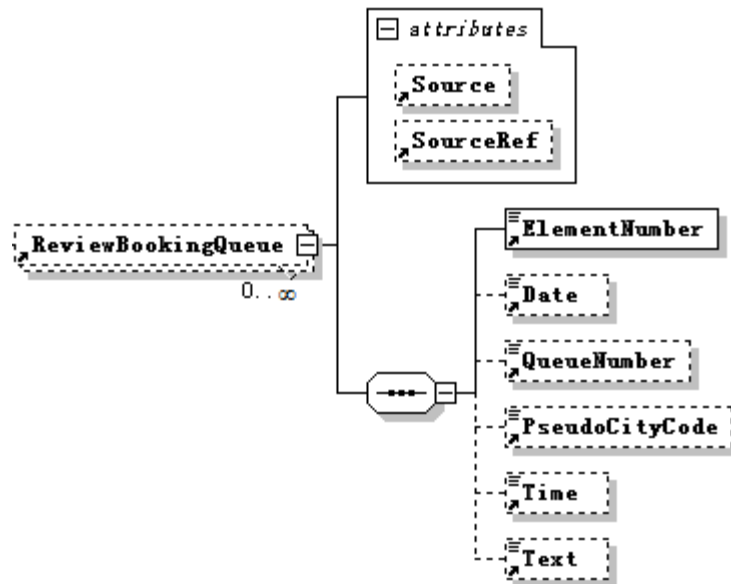 attributes
Source
SourceRef
ReviewBookingQueue
0..∞
ElementNumber
Date
QueueNumber
PseudoCityCode
Time
Text